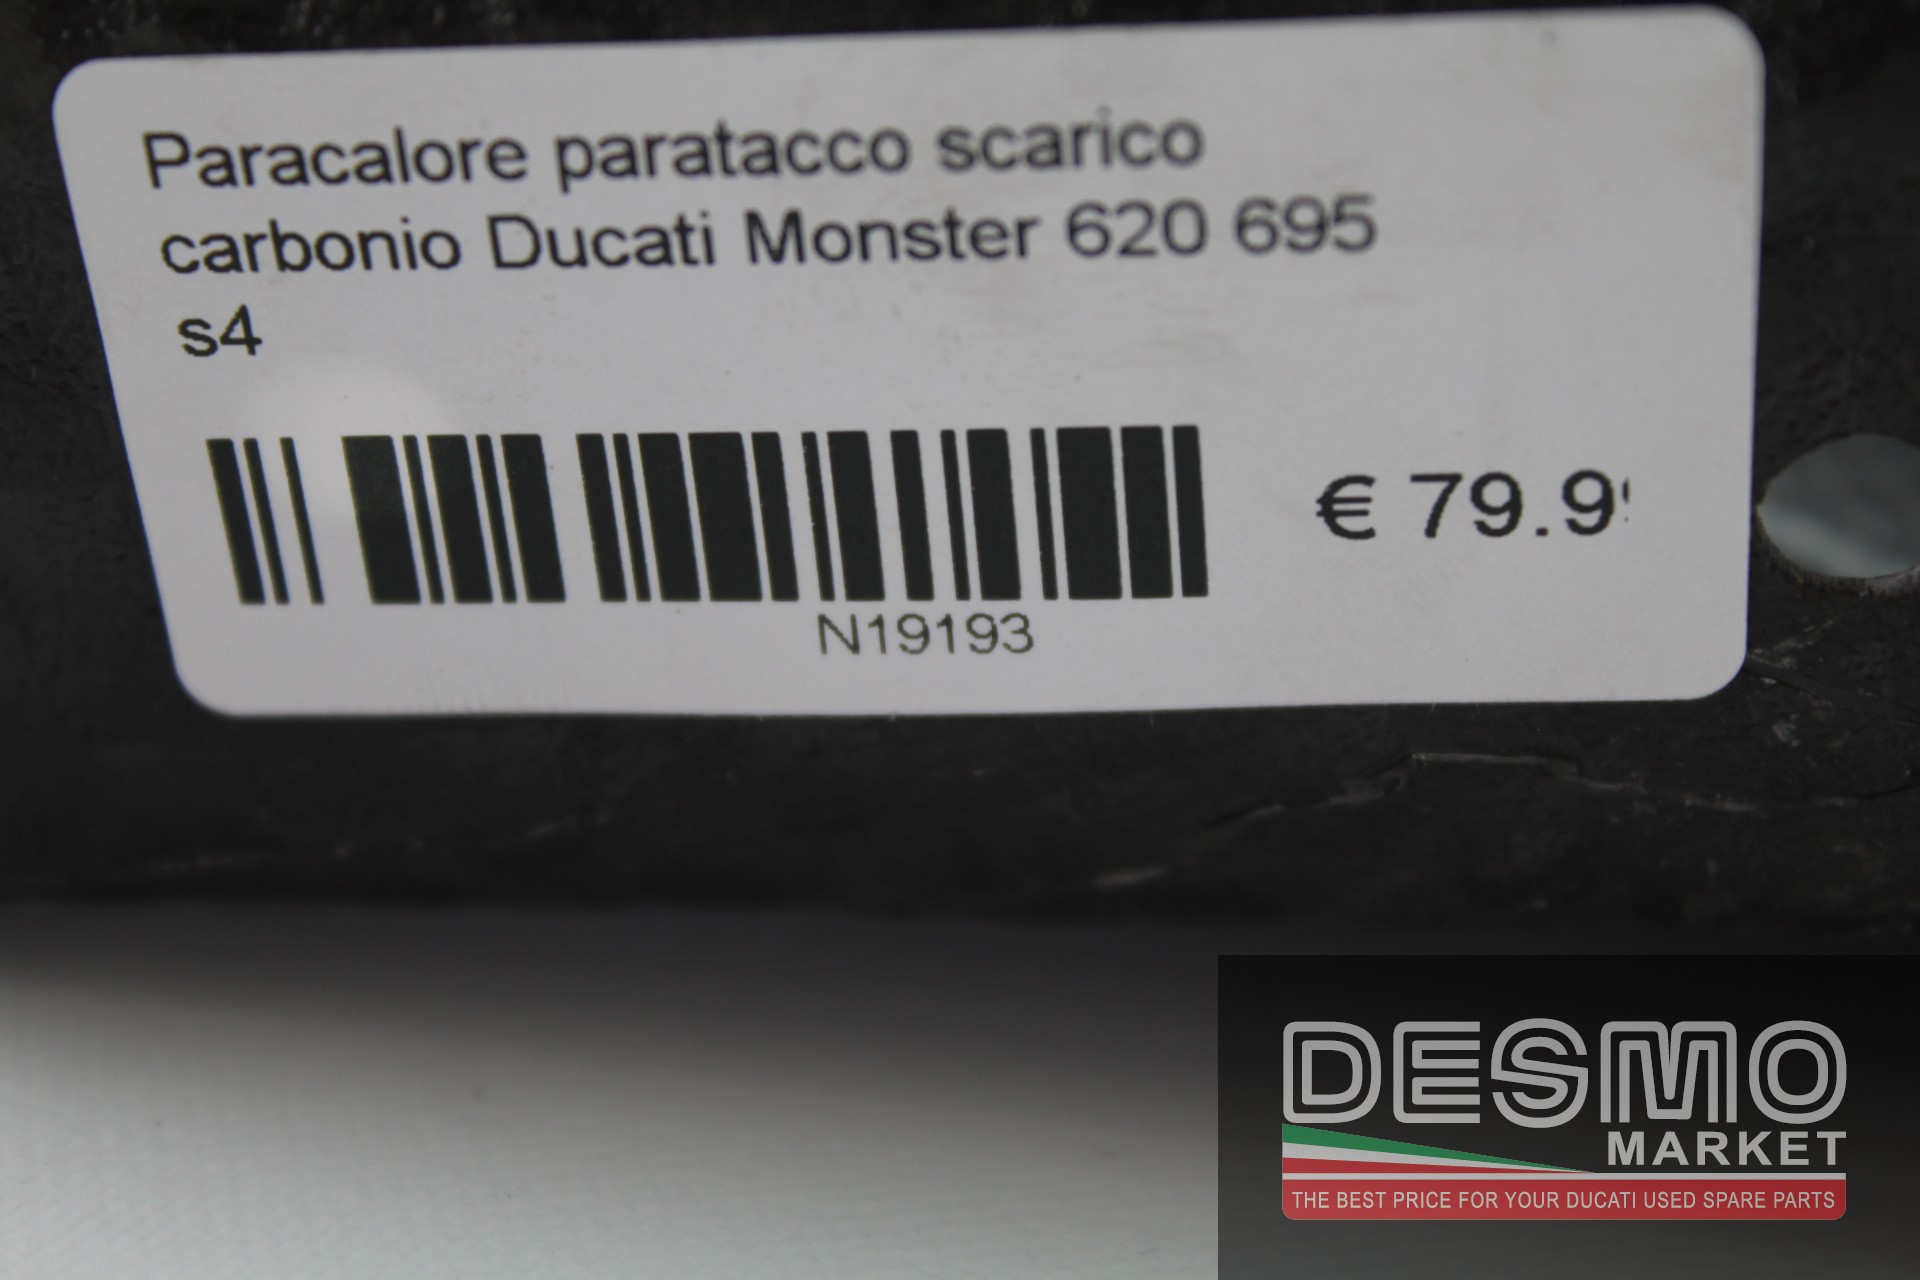 Paracalore paratacco scarico
carbonio Ducati Monster 620 695
s4
€ 79.9
N19193
DESMO
MARKET
THE BEST PRICE FOR YOUR DUCATI USED SPARE PARTS